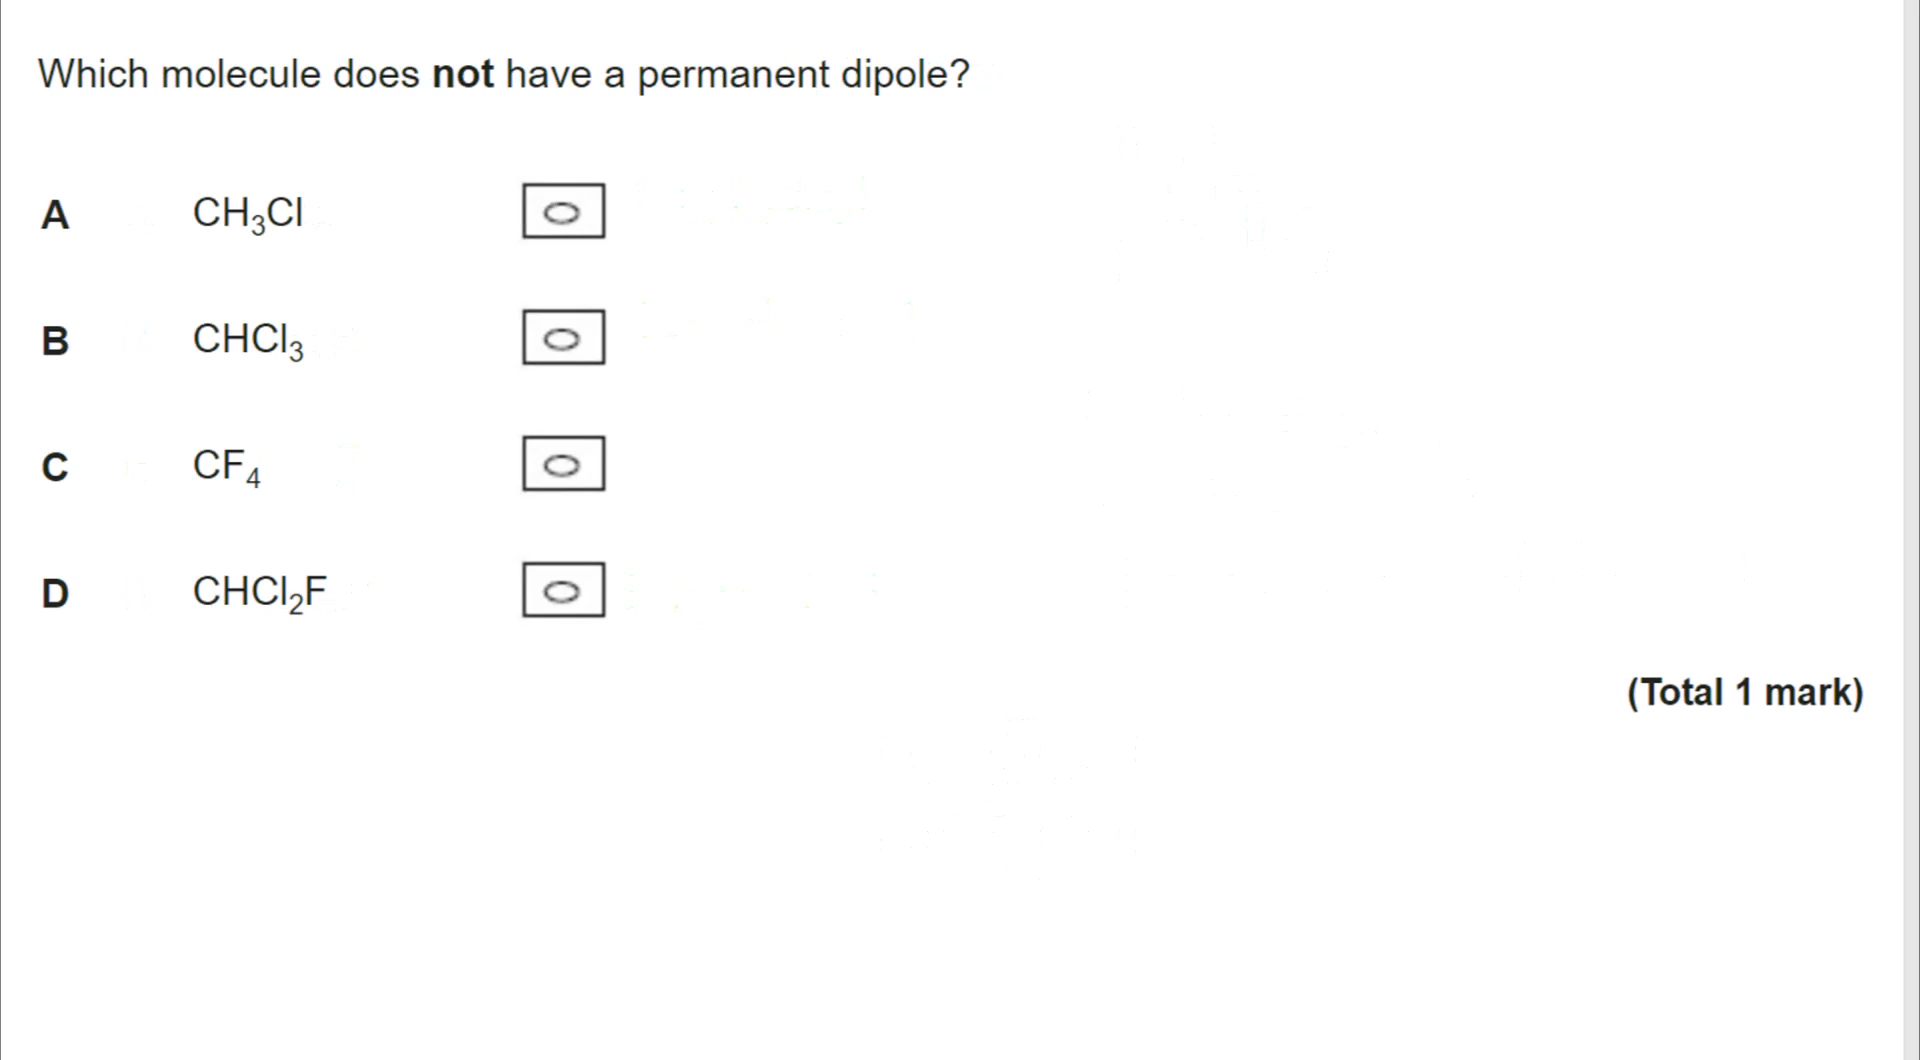 Which molecule does not have a permanent dipole?
A CH₃Cl
B CHCl₃
C CF₄
D CHCl₂F
(Total 1 mark)